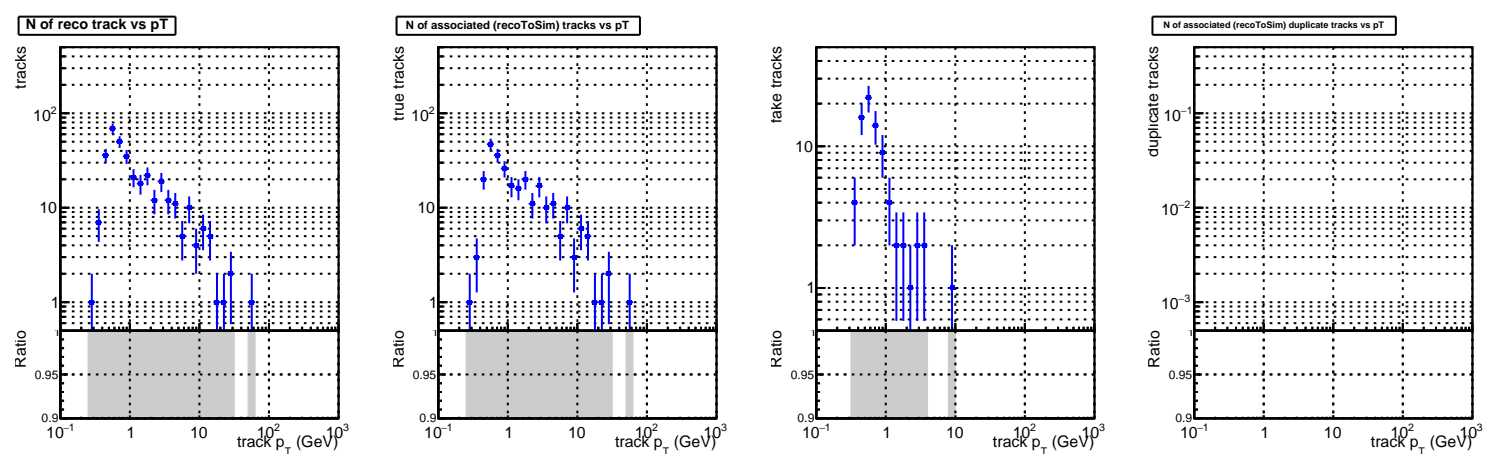 N of reco track vs pT
tracks
10²
10
1
Ratio
1
0.95
0.9
10⁻¹ 1 10 10² 10³
track p_T (GeV)
N of associated (recoToSim) tracks vs pT
true tracks
10²
10
1
Ratio
1
0.95
0.9
10⁻¹ 1 10 10² 10³
track p_T (GeV)
fake tracks
10
1
Ratio
1
0.95
0.9
10⁻¹ 1 10 10² 10³
track p_T (GeV)
N of associated (recoToSim) duplicate tracks vs pT
duplicate tracks
10⁻¹
10⁻²
10⁻³
Ratio
1
0.95
0.9
10⁻¹ 1 10 10² 10³
track p_T (GeV)